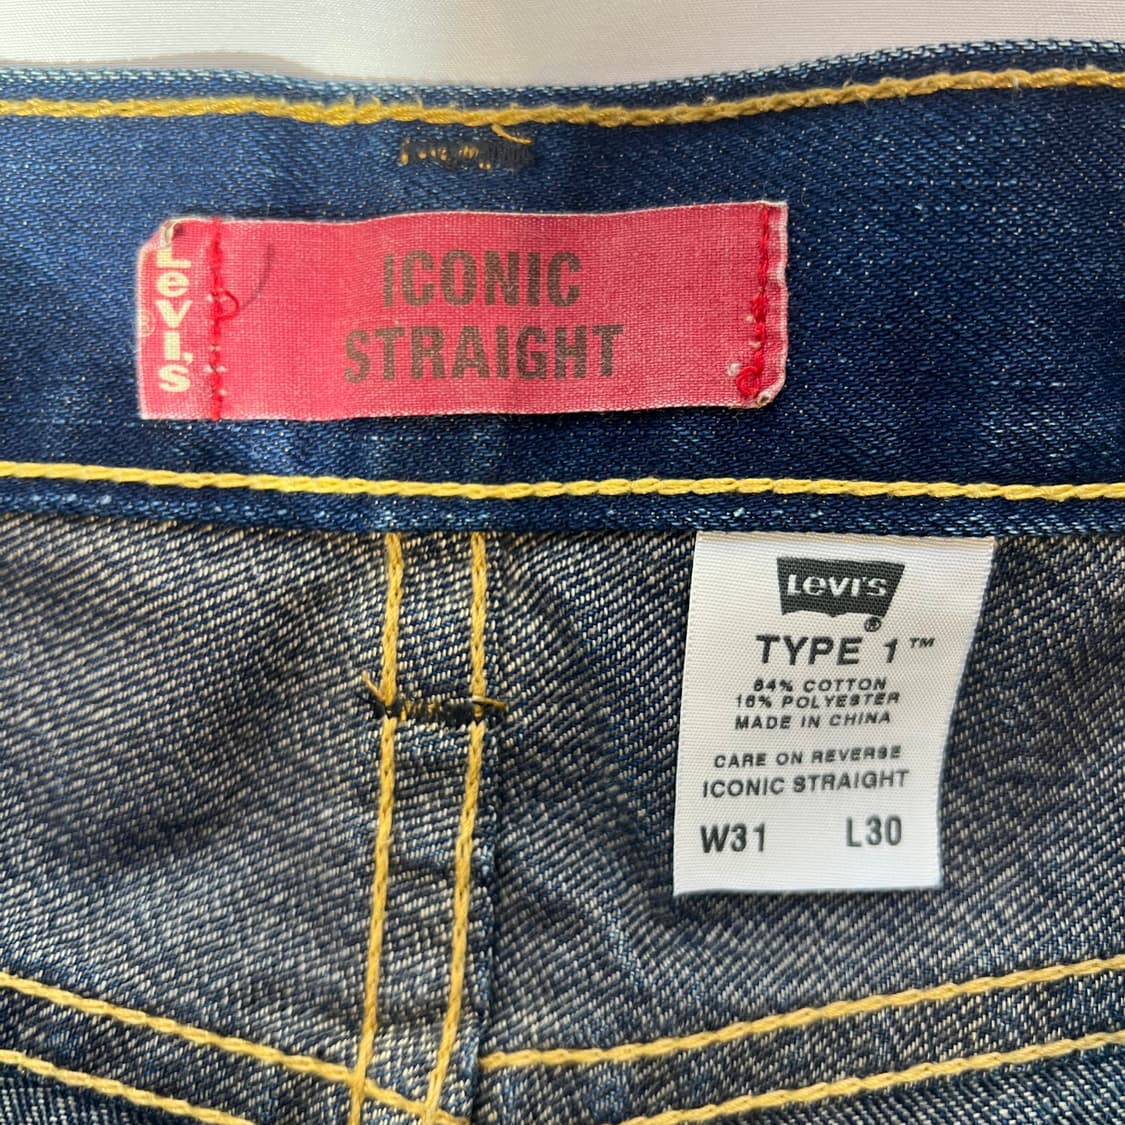 Levi's
®
ICONIC
STRAIGHT
Levi's
®
TYPE 1™
84% COTTON
16% POLYESTER
MADE IN CHINA
CARE ON REVERSE
ICONIC STRAIGHT
W31 L30